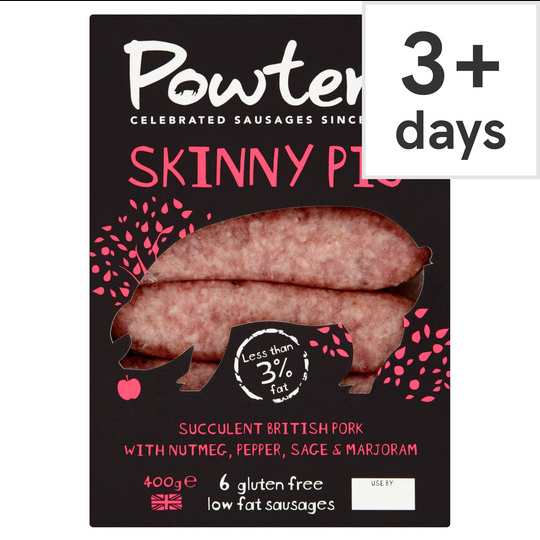 Powter
CELEBRATED SAUSAGES SINCE
3+
days
SKINNY PIG
Less than
3%
fat
SUCCULENT BRITISH PORK
WITH NUTMEG, PEPPER, SAGE & MARJORAM
400g e
6 gluten free
low fat sausages
USE BY